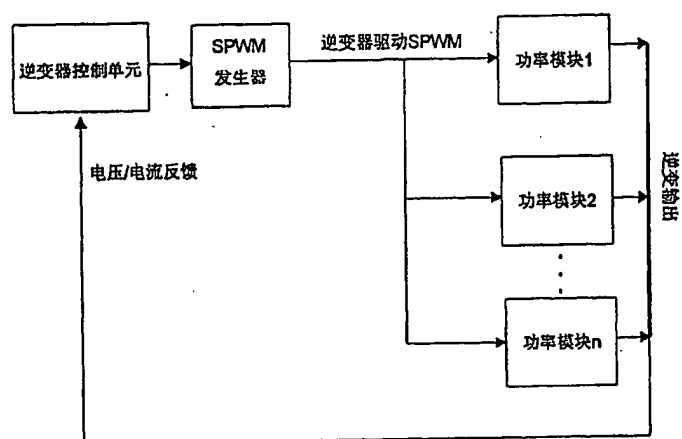 逆变器控制单元
SPWM
发生器
逆变器驱动SPWM
功率模块1
电压/电流反馈
功率模块2
逆变输出
功率模块n